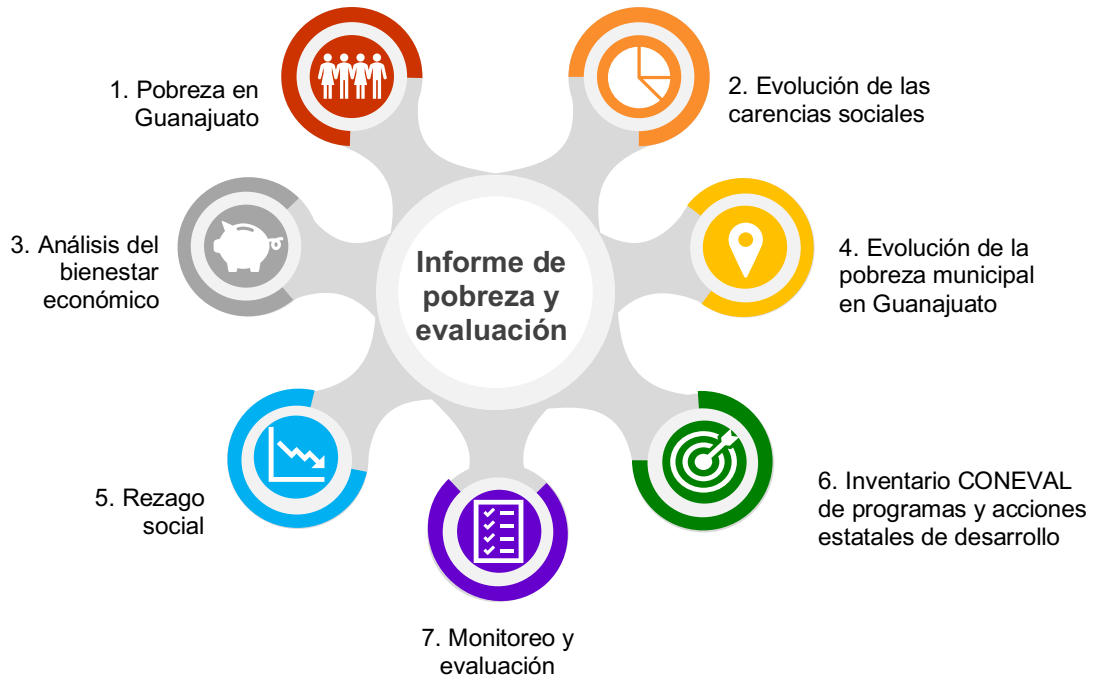 1. Pobreza en
Guanajuato
2. Evolución de las
carencias sociales
3. Análisis del
bienestar
económico
Informe de
pobreza y
evaluación
4. Evolución de la
pobreza municipal
en Guanajuato
5. Rezago
social
6. Inventario CONEVAL
de programas y acciones
estatales de desarrollo
7. Monitoreo y
evaluación